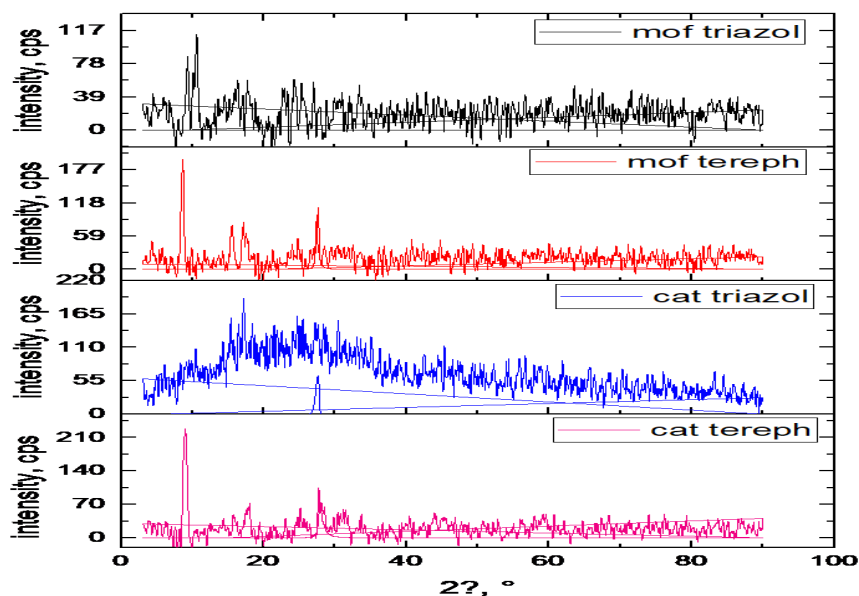 mof triazol
intensity, cps
117
78
39
0
mof tereph
intensity, cps
177
118
59
0
cat triazol
intensity, cps
220
165
110
55
0
cat tereph
intensity, cps
210
140
70
0
0 20 40 60 80 100
2?, °